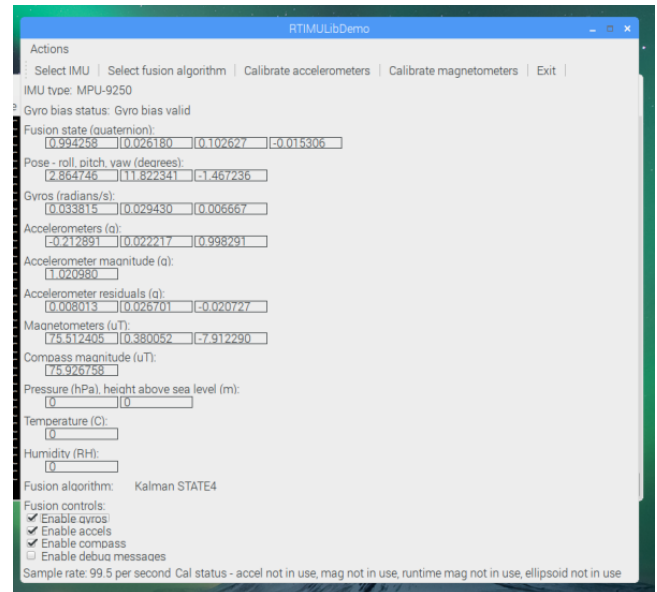 RTIMULibDemo
Actions
Select IMU Select fusion algorithm Calibrate accelerometers Calibrate magnetometers Exit
IMU type: MPU-9250
Gyro bias status: Gyro bias valid
Fusion state (quaternion):
0.994258 0.026180 0.102627 -0.015306
Pose - roll, pitch, yaw (degrees):
2.864746 11.822341 -1.467236
Gyros (radians/s):
0.033815 0.029430 0.006667
Accelerometers (g):
-0.212891 0.022217 0.998291
Accelerometer magnitude (g):
1.020980
Accelerometer residuals (g):
0.008013 0.026701 -0.020727
Magnetometers (uT):
75.512405 0.380052 -7.912290
Compass magnitude (uT):
75.926758
Pressure (hPa), height above sea level (m):
0 0
Temperature (C):
0
Humidity (RH):
0
Fusion algorithm: Kalman STATE4
Fusion controls:
Enable gyros
Enable accels
Enable compass
Enable debug messages
Sample rate: 99.5 per second Cal status - accel not in use, mag not in use, runtime mag not in use, ellipsoid not in use